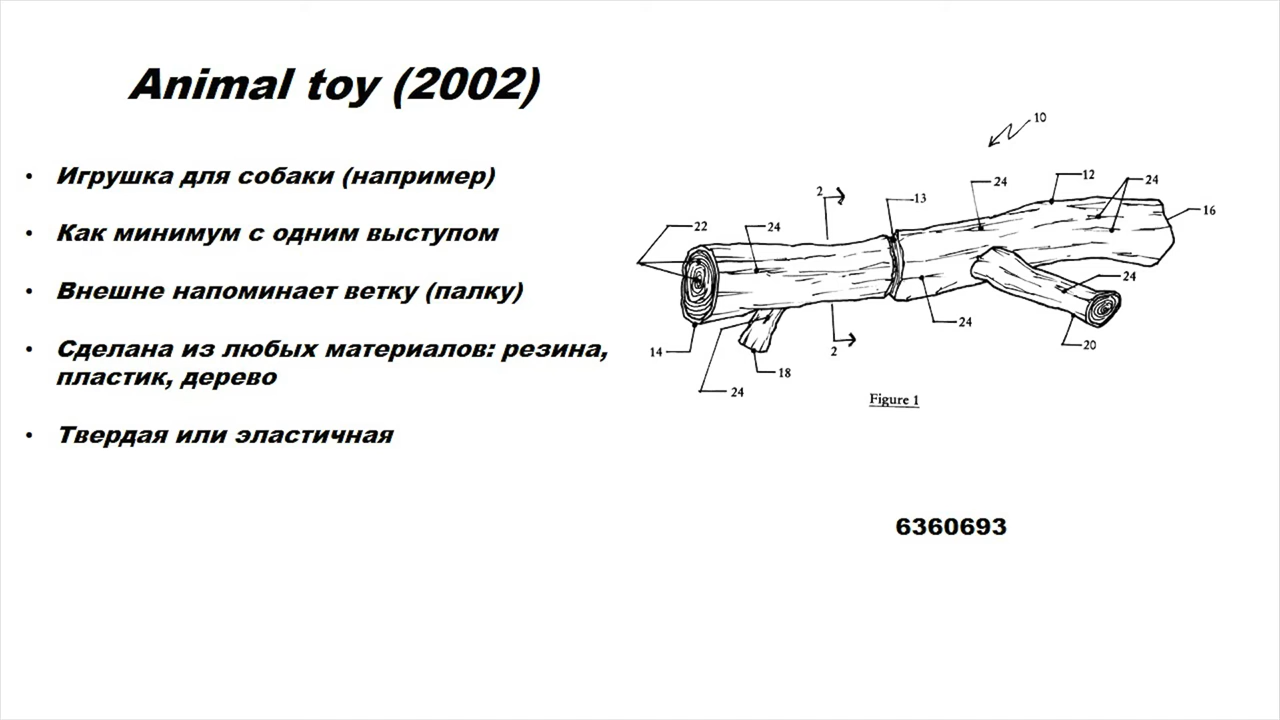 Animal toy (2002)
• Игрушка для собаки (например)
• Как минимум с одним выступом
• Внешне напоминает ветку (палку)
• Сделана из любых материалов: резина,
пластик, дерево
• Твердая или эластичная
10
12
24
24
2
13
16
22
24
24
24
20
14
2
18
24
Figure 1
6360693